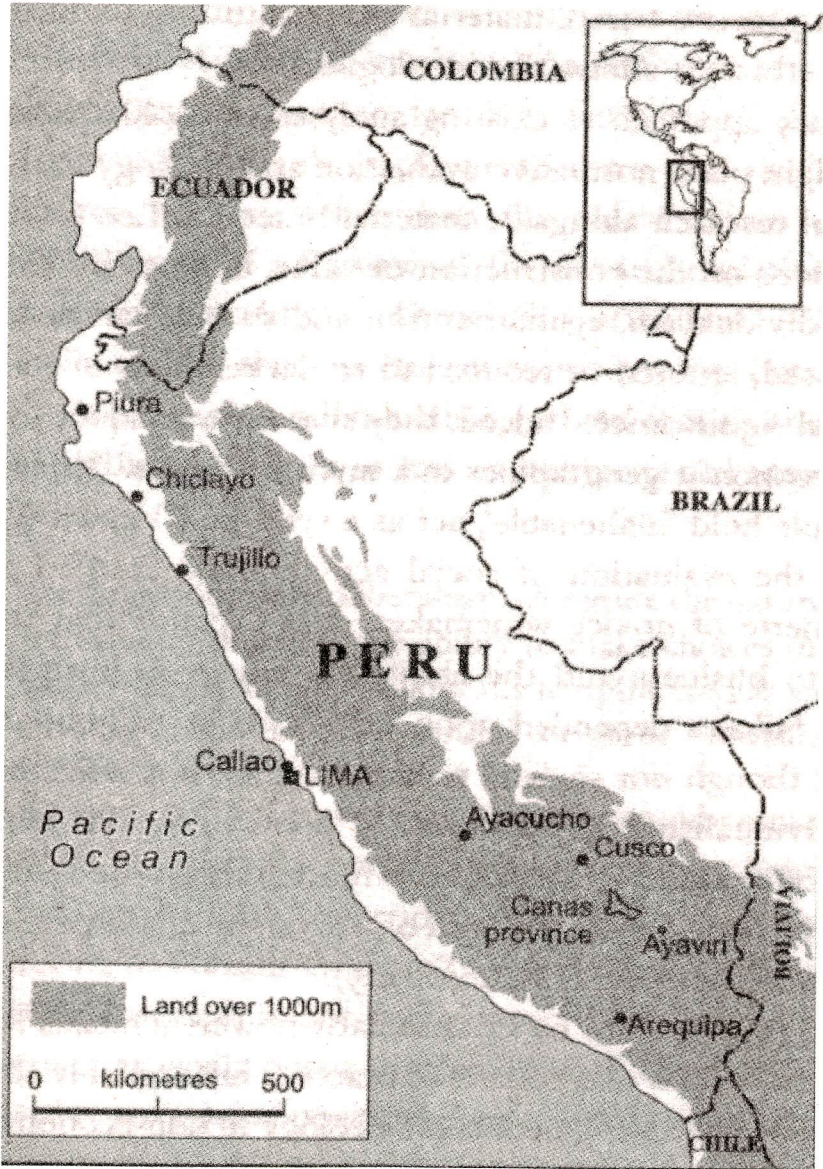 COLOMBIA
ECUADOR
Piura
Chiclayo
BRAZIL
Trujillo
PERU
Callao
LIMA
Pacific
Ocean
Ayacucho
Cusco
Canas
province
Ayaviri
BOLIVIA
Land over 1000m
Arequipa
0 kilometres 500
CHILE